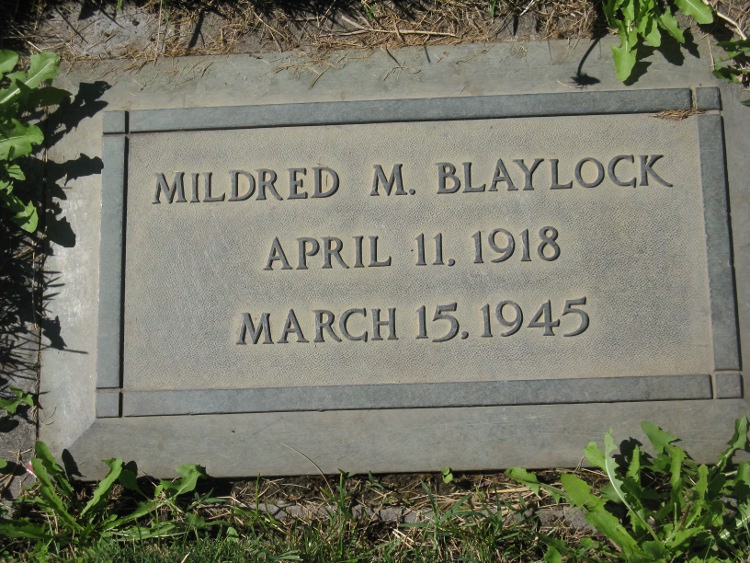 MILDRED M. BLAYLOCK
APRIL 11. 1918
MARCH 15. 1945